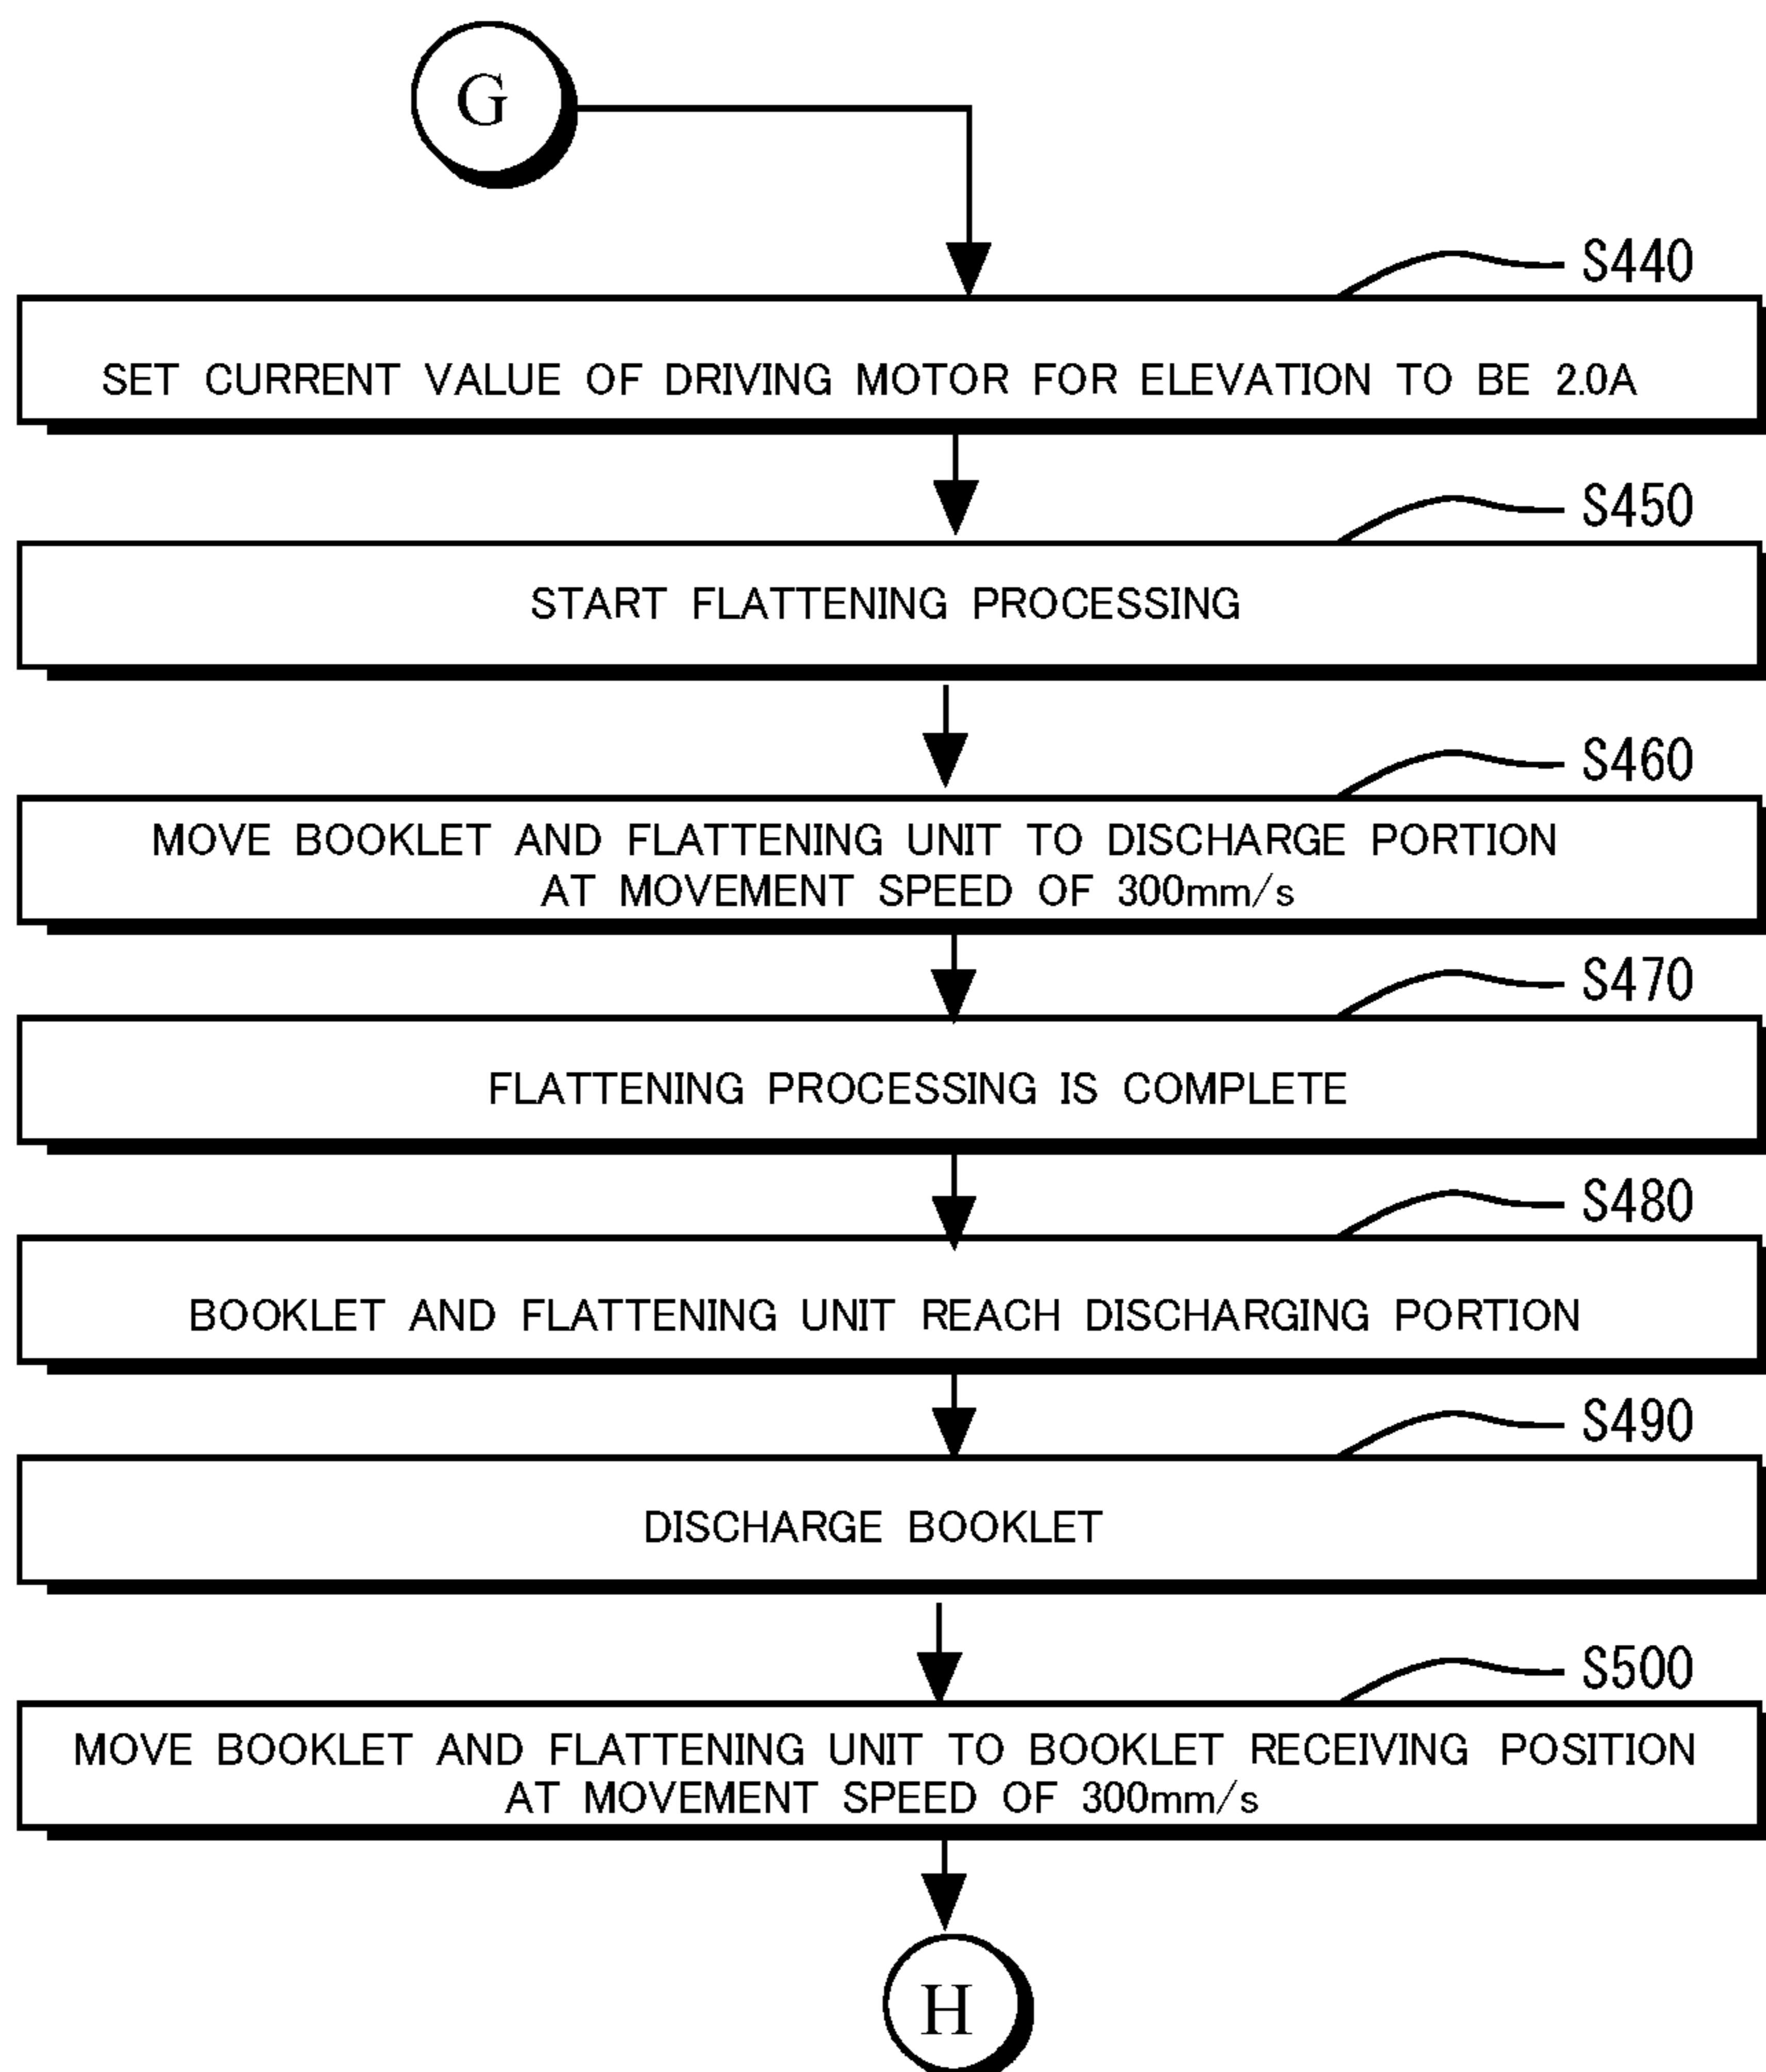 G
S440
SET CURRENT VALUE OF DRIVING MOTOR FOR ELEVATION TO BE 2.0A
S450
START FLATTENING PROCESSING
S460
MOVE BOOKLET AND FLATTENING UNIT TO DISCHARGE PORTION
AT MOVEMENT SPEED OF 300mm/s
S470
FLATTENING PROCESSING IS COMPLETE
S480
BOOKLET AND FLATTENING UNIT REACH DISCHARGING PORTION
S490
DISCHARGE BOOKLET
S500
MOVE BOOKLET AND FLATTENING UNIT TO BOOKLET RECEIVING POSITION
AT MOVEMENT SPEED OF 300mm/s
H